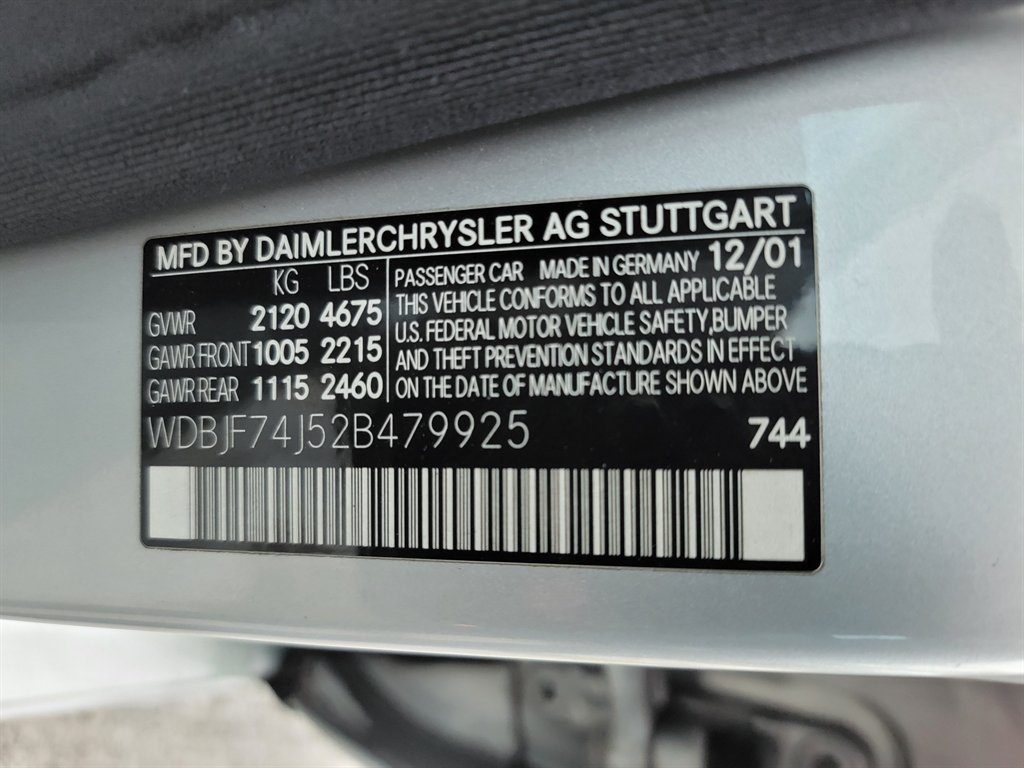 MFD BY DAIMLERCHRYSLER AG STUTTGART
KG LBS
GVWR 2120 4675
GAWR FRONT 1005 2215
GAWR REAR 1115 2460
PASSENGER CAR MADE IN GERMANY 12/01
THIS VEHICLE CONFORMS TO ALL APPLICABLE
U.S. FEDERAL MOTOR VEHICLE SAFETY,BUMPER
AND THEFT PREVENTION STANDARDS IN EFFECT
ON THE DATE OF MANUFACTURE SHOWN ABOVE
WDBJF74J52B479925 744